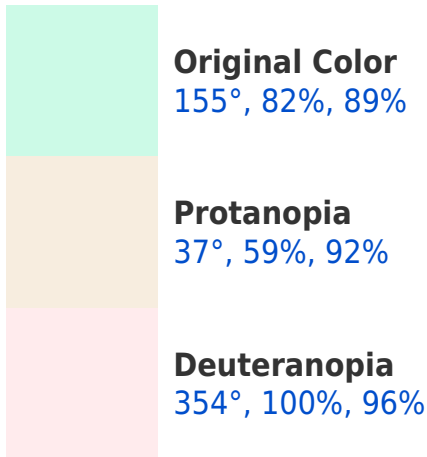 Original Color
155°, 82%, 89%
Protanopia
37°, 59%, 92%
Deuteranopia
354°, 100%, 96%